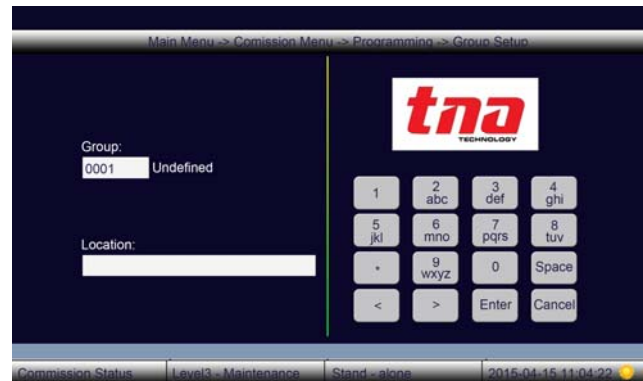 Main Menu -> Comission Menu -> Programming -> Group Setup
Group:
0001 Undefined
Location:
tna
TECHNOLOGY
1
2
abc
3
def
4
ghi
5
jkl
6
mno
7
pqrs
8
tuv
*
9
wxyz
0
Space
<
>
Enter
Cancel
Commission Status
Level3 - Maintenance
Stand - alone
2015-04-15 11:04:22